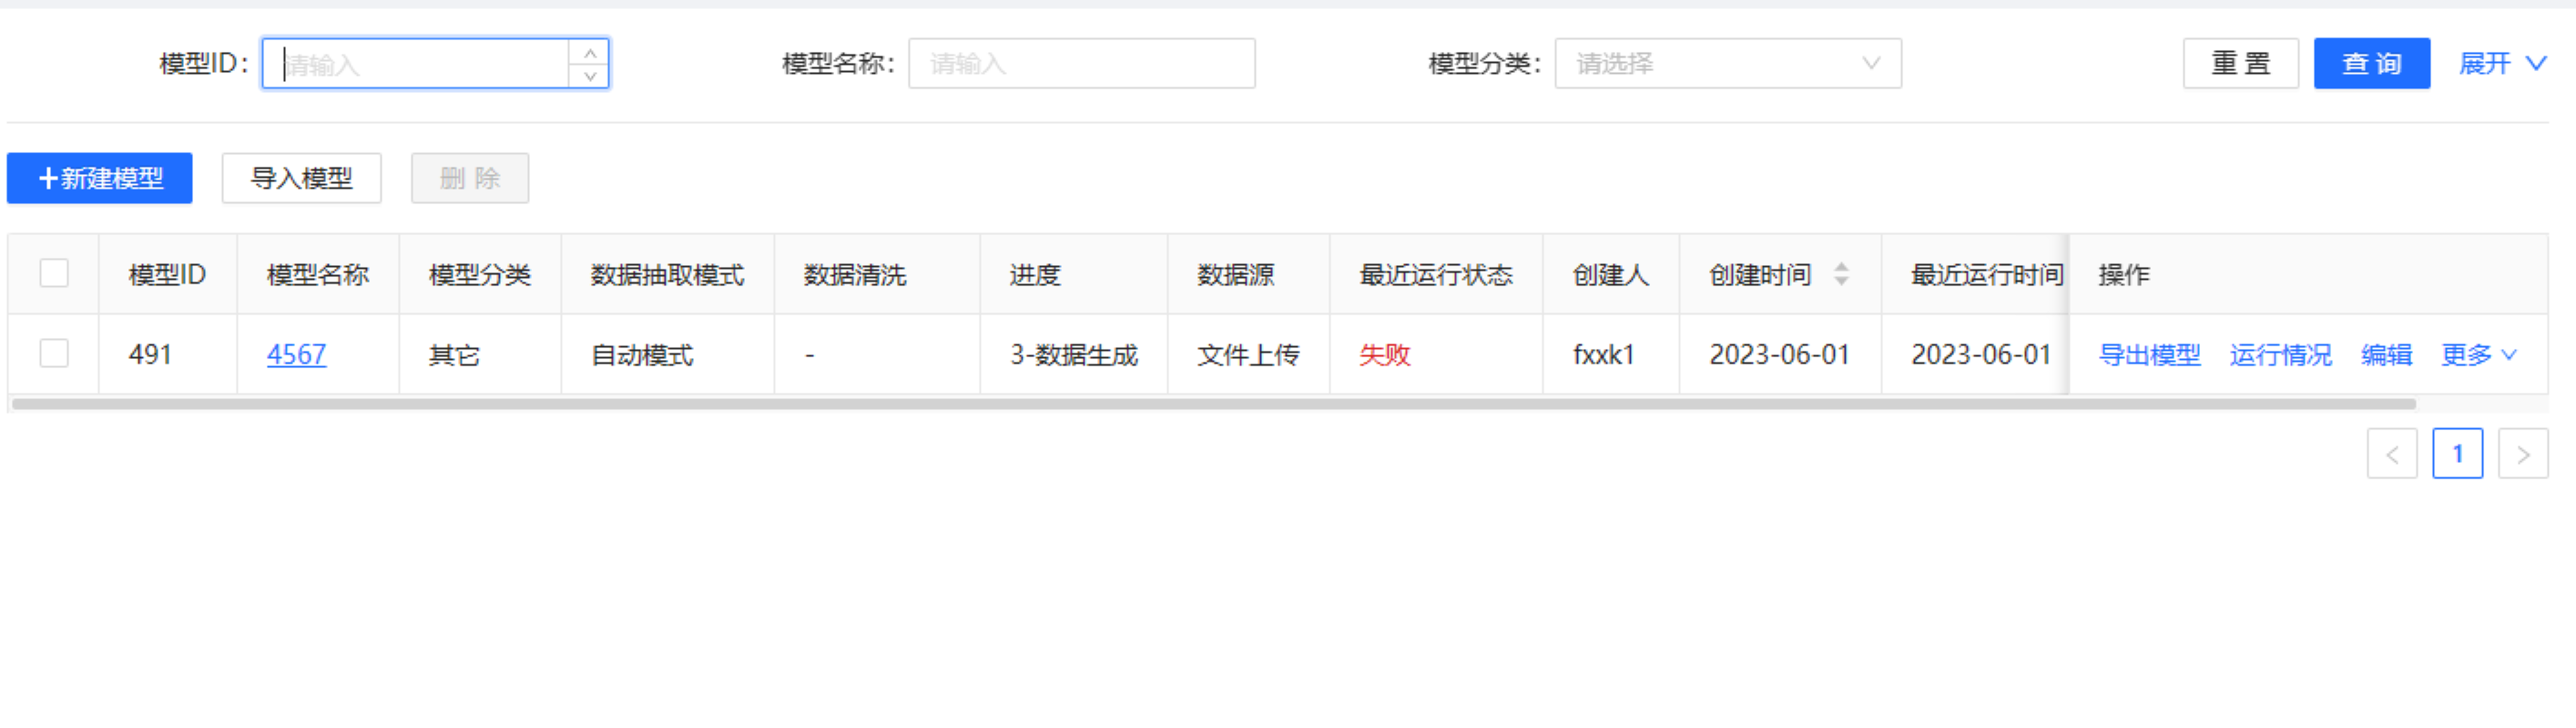 模型ID： 请输入 模型名称： 请输入 模型分类： 请选择 重 置 查 询 展开
+新建模型 导入模型 删 除
模型ID 模型名称 模型分类 数据抽取模式 数据清洗 进度 数据源 最近运行状态 创建人 创建时间 最近运行时间 操作
491 4567 其它 自动模式 - 3-数据生成 文件上传 失败 fxxk1 2023-06-01 2023-06-01 导出模型 运行情况 编辑 更多
< 1 >